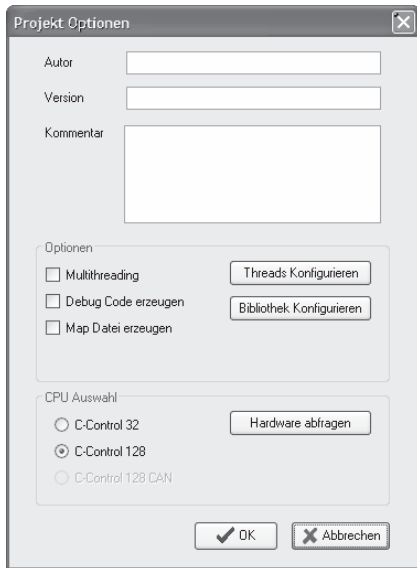 Projekt Optionen
Autor
Version
Kommentar
Optionen
Multithreading
Threads Konfigurieren
Debug Code erzeugen
Bibliothek Konfigurieren
Map Datei erzeugen
CPU Auswahl
C-Control 32
Hardware abfragen
C-Control 128
C-Control 128 CAN
OK
Abbrechen